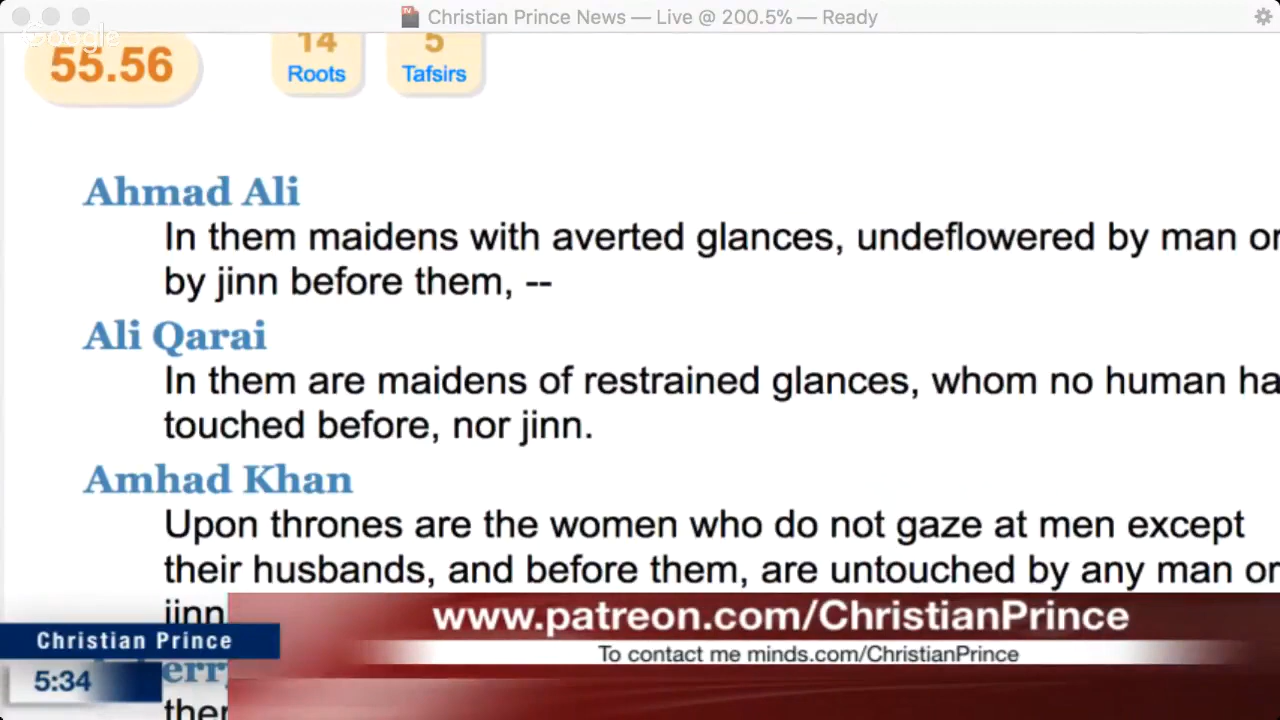 Christian Prince News — Live @ 200.5% — Ready
Google
55.56
14
Roots
5
Tafsirs
Ahmad Ali
In them maidens with averted glances, undeflowered by man or
by jinn before them, --
Ali Qarai
In them are maidens of restrained glances, whom no human ha
touched before, nor jinn.
Amhad Khan
Upon thrones are the women who do not gaze at men except
their husbands, and before them, are untouched by any man or
jinn
www.patreon.com/ChristianPrince
Christian Prince
To contact me minds.com/ChristianPrince
5:34